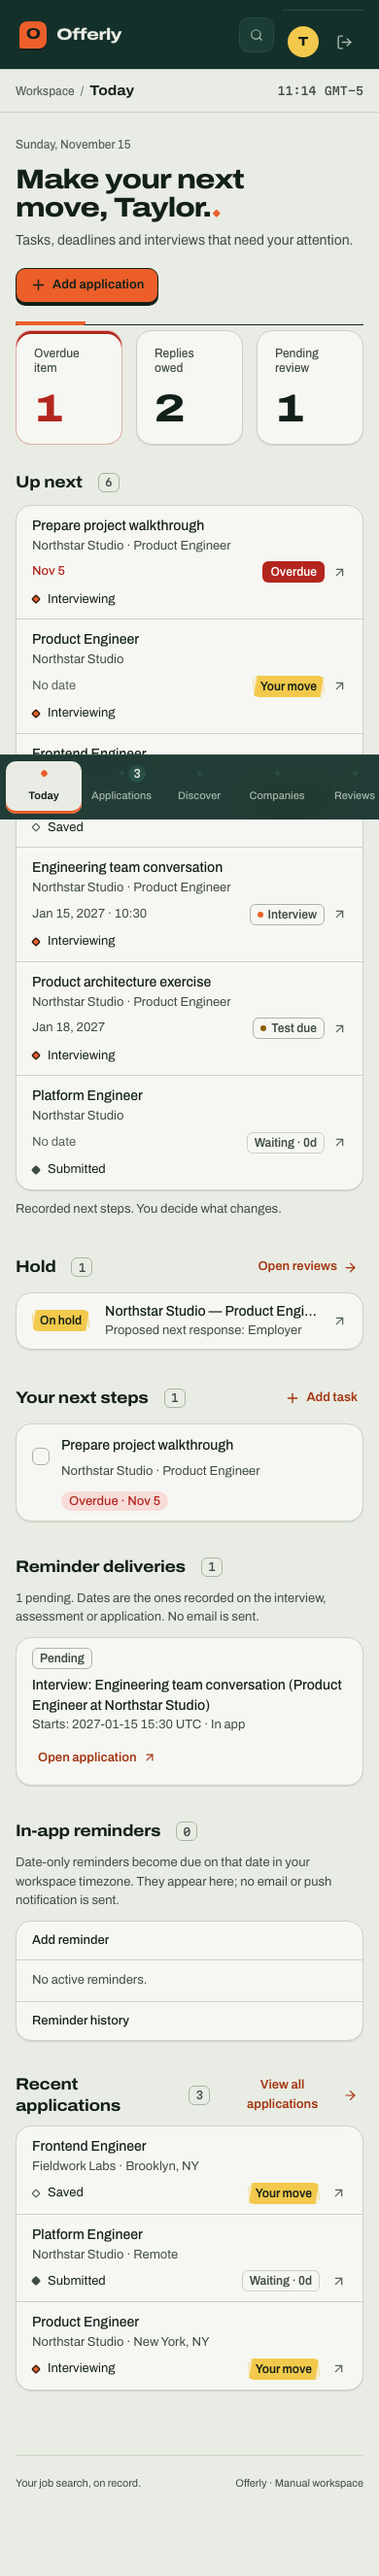 O Offerly
T
Workspace / Today
11:14 GMT−5
Sunday, November 15
Make your next
move, Taylor.
Tasks, deadlines and interviews that need your attention.
+ Add application
Overdue
item
1
Replies
owed
2
Pending
review
1
Up next 6
Prepare project walkthrough
Northstar Studio · Product Engineer
Nov 5
Overdue
Interviewing
Product Engineer
Northstar Studio
No date
Your move
Interviewing
Frontend Engineer
Today
Applications 3
Discover
Companies
Reviews
Saved
Engineering team conversation
Northstar Studio · Product Engineer
Jan 15, 2027 · 10:30
Interview
Interviewing
Product architecture exercise
Northstar Studio · Product Engineer
Jan 18, 2027
Test due
Interviewing
Platform Engineer
Northstar Studio
No date
Waiting · 0d
Submitted
Recorded next steps. You decide what changes.
Hold 1
Open reviews →
On hold
Northstar Studio — Product Engi...
Proposed next response: Employer
Your next steps 1
+ Add task
Prepare project walkthrough
Northstar Studio · Product Engineer
Overdue · Nov 5
Reminder deliveries 1
1 pending. Dates are the ones recorded on the interview,
assessment or application. No email is sent.
Pending
Interview: Engineering team conversation (Product
Engineer at Northstar Studio)
Starts: 2027-01-15 15:30 UTC · In app
Open application
In-app reminders 0
Date-only reminders become due on that date in your
workspace timezone. They appear here; no email or push
notification is sent.
Add reminder
No active reminders.
Reminder history
Recent
applications
3
View all
applications →
Frontend Engineer
Fieldwork Labs · Brooklyn, NY
Saved
Your move
Platform Engineer
Northstar Studio · Remote
Submitted
Waiting · 0d
Product Engineer
Northstar Studio · New York, NY
Interviewing
Your move
Your job search, on record.
Offerly · Manual workspace